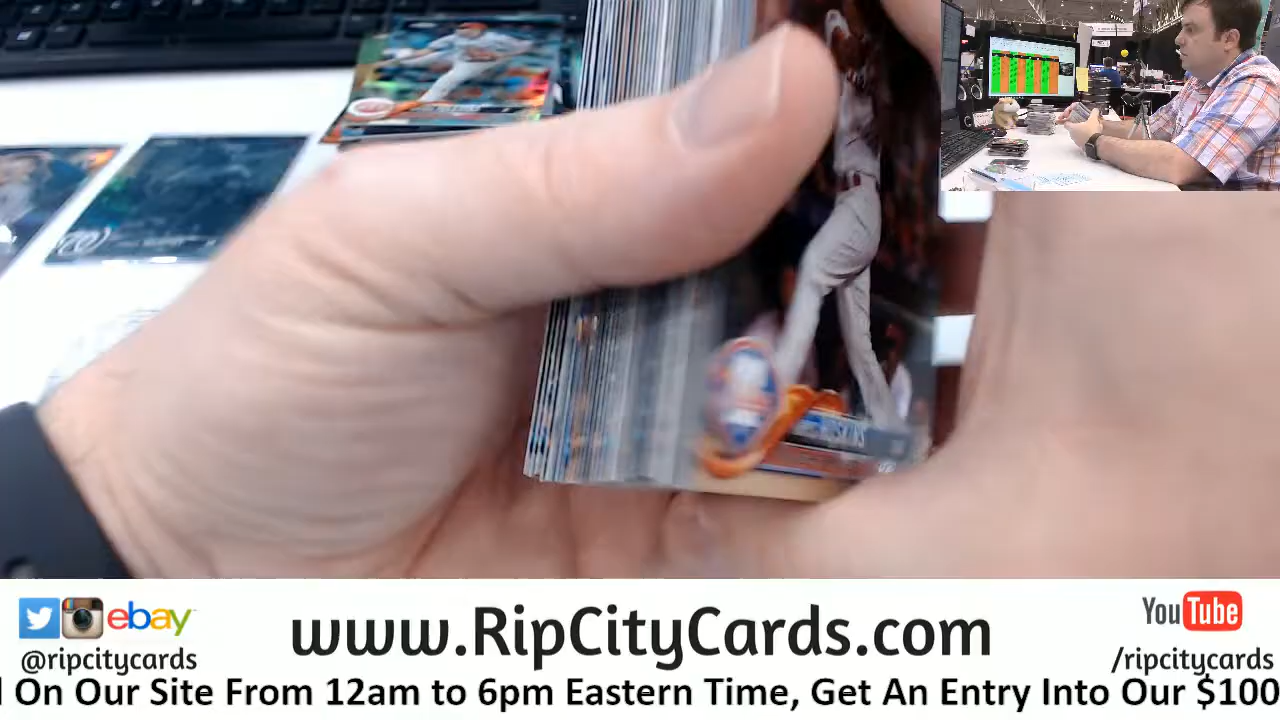 www.RipCityCards.com
ebay
@ripcitycards
YouTube
/ripcitycards
On Our Site From 12am to 6pm Eastern Time, Get An Entry Into Our $100